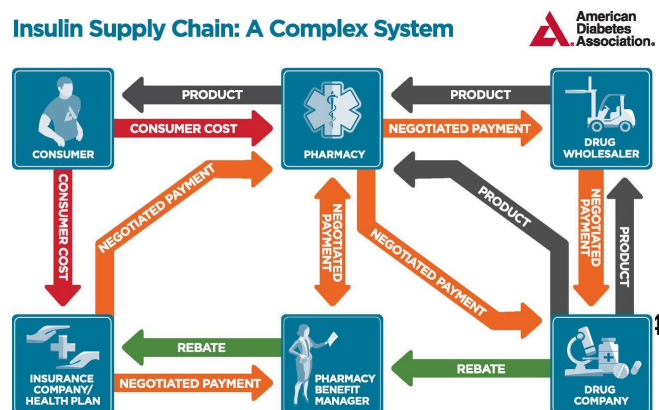 Insulin Supply Chain: A Complex System
American
Diabetes
Association.
PRODUCT
PRODUCT
CONSUMER COST
NEGOTIATED PAYMENT
CONSUMER
PHARMACY
DRUG
WHOLESALER
CONSUMER COST
NEGOTIATED PAYMENT
NEGOTIATED
PAYMENT
NEGOTIATED PAYMENT
PRODUCT
NEGOTIATED
PAYMENT
PRODUCT
REBATE
REBATE
INSURANCE
COMPANY/
HEALTH PLAN
NEGOTIATED PAYMENT
PHARMACY
BENEFIT
MANAGER
DRUG
COMPANY